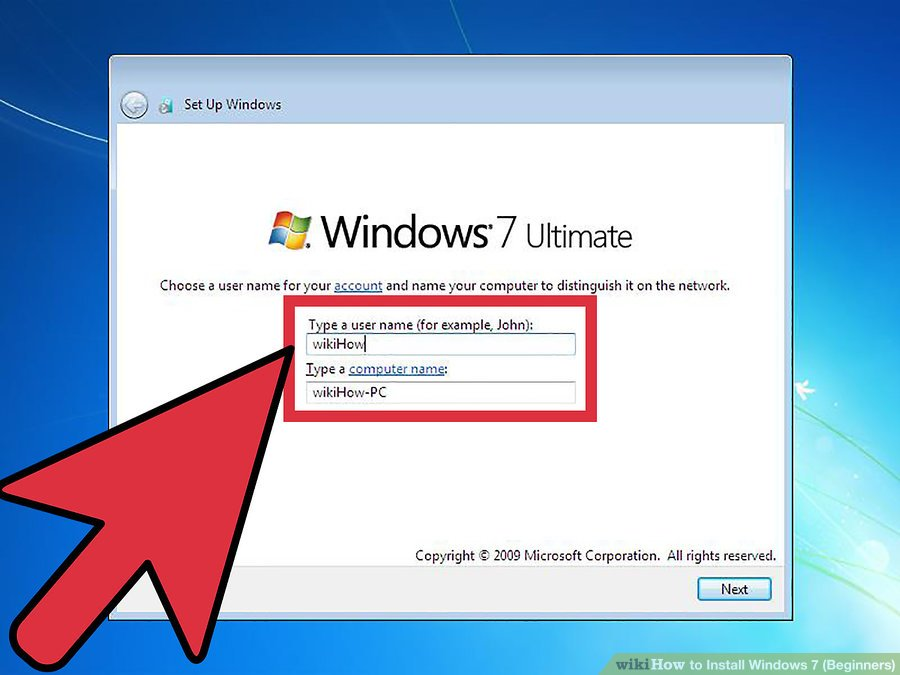 Set Up Windows
Windows 7 Ultimate
Choose a user name for your account and name your computer to distinguish it on the network.
Type a user name (for example, John):
wikiHow
Type a computer name:
wikiHow-PC
Copyright © 2009 Microsoft Corporation. All rights reserved.
Next
wikiHow to Install Windows 7 (Beginners)